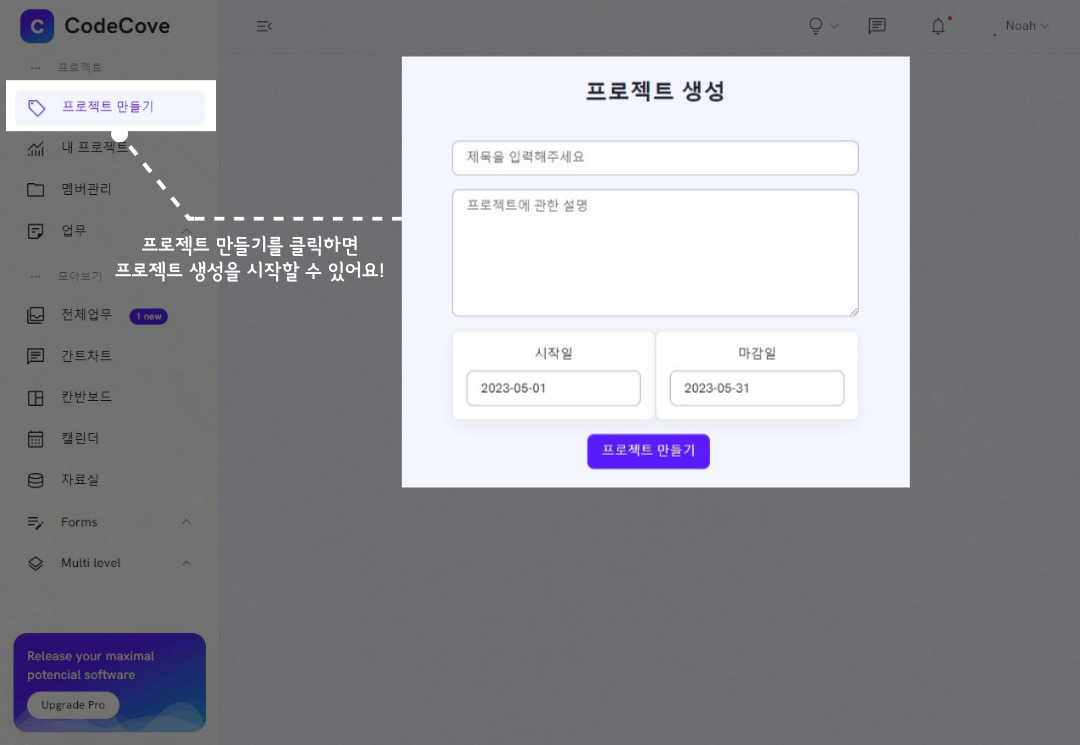 C CodeCove
Noah
프로젝트
프로젝트 만들기
내 프로젝트
멤버관리
업무
프로젝트 만들기를 클릭하면
프로젝트 생성을 시작할 수 있어요!
모아보기
전체업무 1 new
간트차트
칸반보드
캘린더
자료실
Forms
Multi level
Release your maximal
potencial software
Upgrade Pro
프로젝트 생성
제목을 입력해주세요
프로젝트에 관한 설명
시작일 마감일
2023-05-01 2023-05-31
프로젝트 만들기